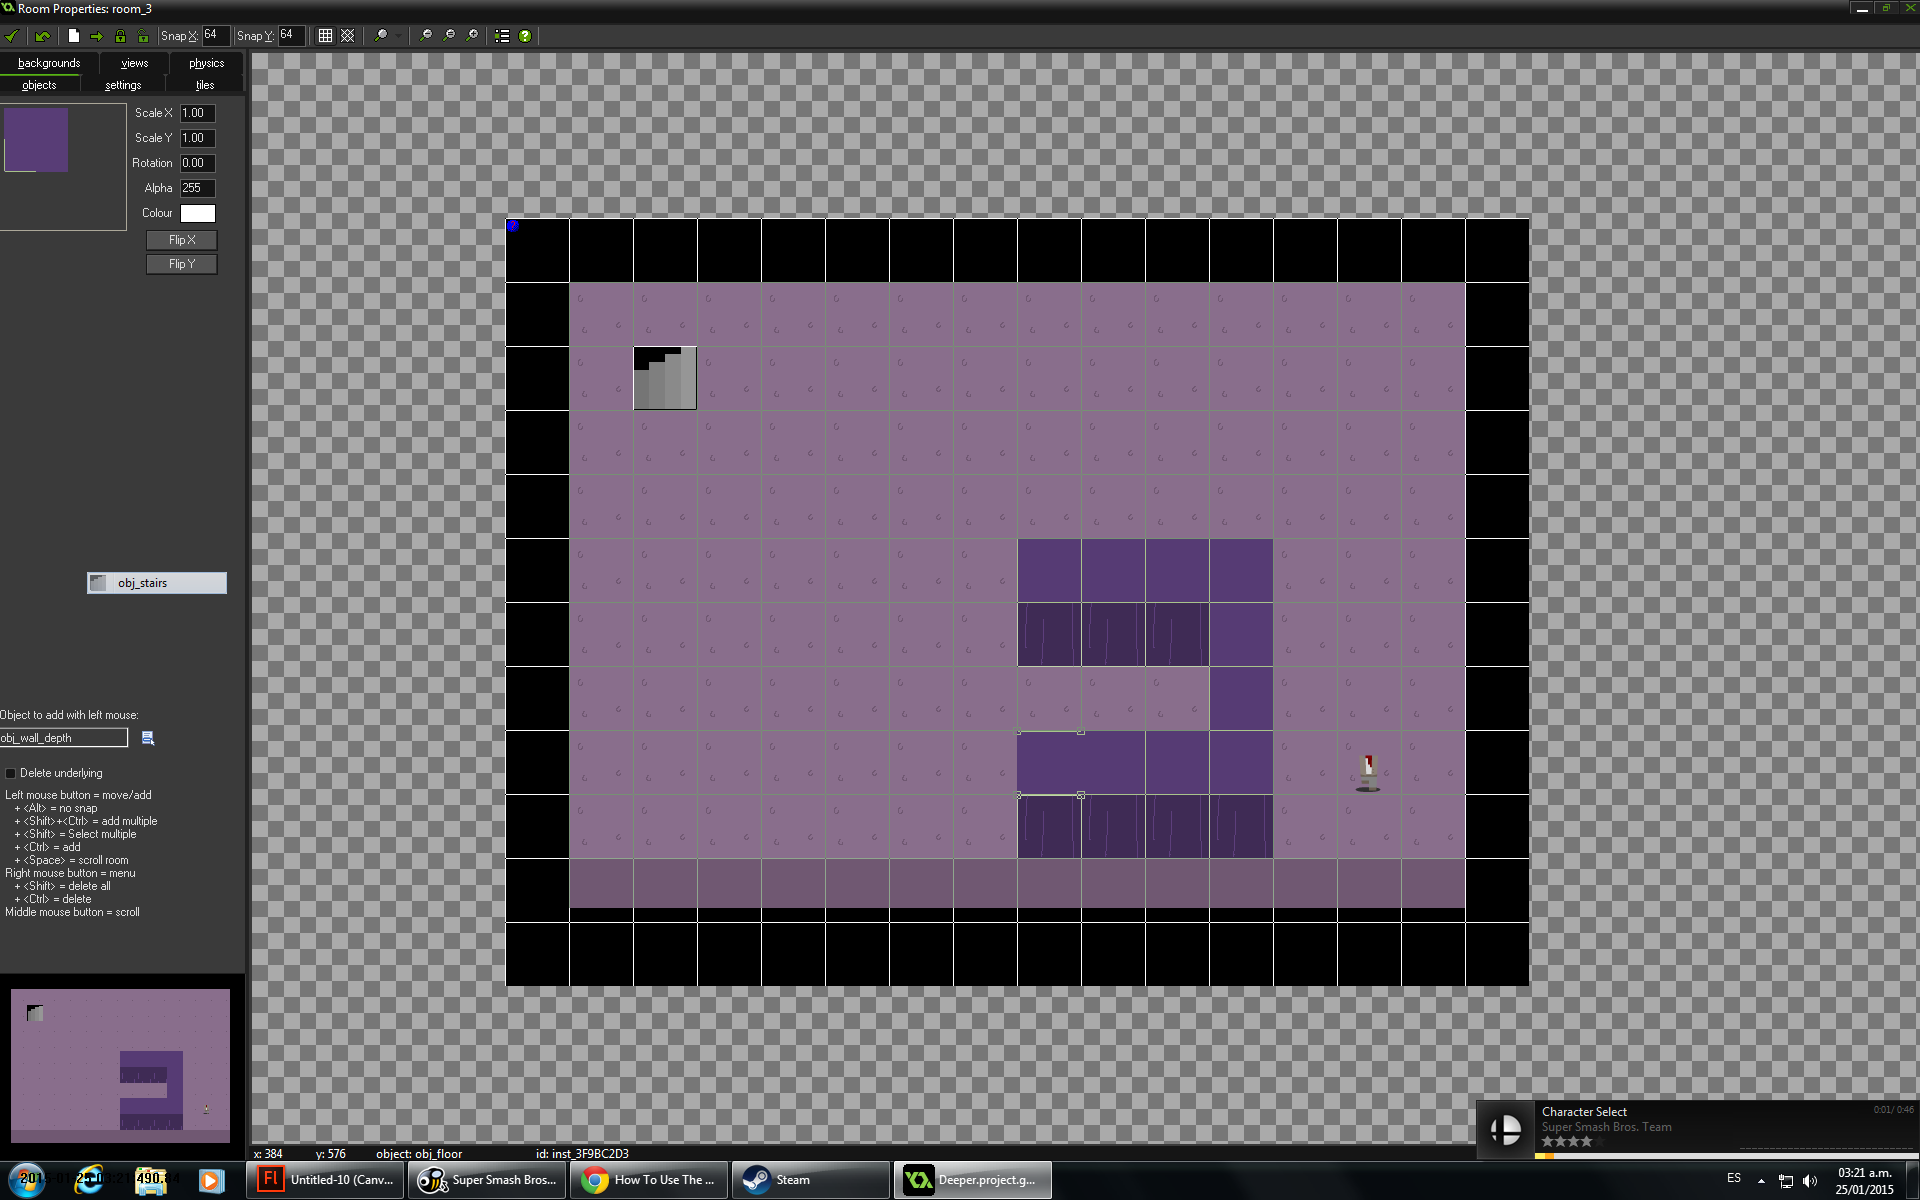 Room Properties: room_3
Snap X: 64 Snap Y: 64
backgrounds views physics
objects settings tiles
Scale X 1.00
Scale Y 1.00
Rotation 0.00
Alpha 255
Colour
Flip X
Flip Y
obj_stairs
Object to add with left mouse:
obj_wall_depth
Delete underlying
Left mouse button = move/add
+ <Alt> = no snap
+ <Shift>+<Ctrl> = add multiple
+ <Shift> = Select multiple
+ <Ctrl> = add
+ <Space> = scroll room
Right mouse button = menu
+ <Shift> = delete all
+ <Ctrl> = delete
Middle mouse button = scroll
x: 384 y: 576 object: obj_floor id: inst_3F9BC2D3
Character Select 0:01/ 0:46
Super Smash Bros. Team
Fl Untitled-10 (Canv... Super Smash Bros... How To Use The ... Steam Deeper.project.g...
ES
03:21 a.m.
25/01/2015